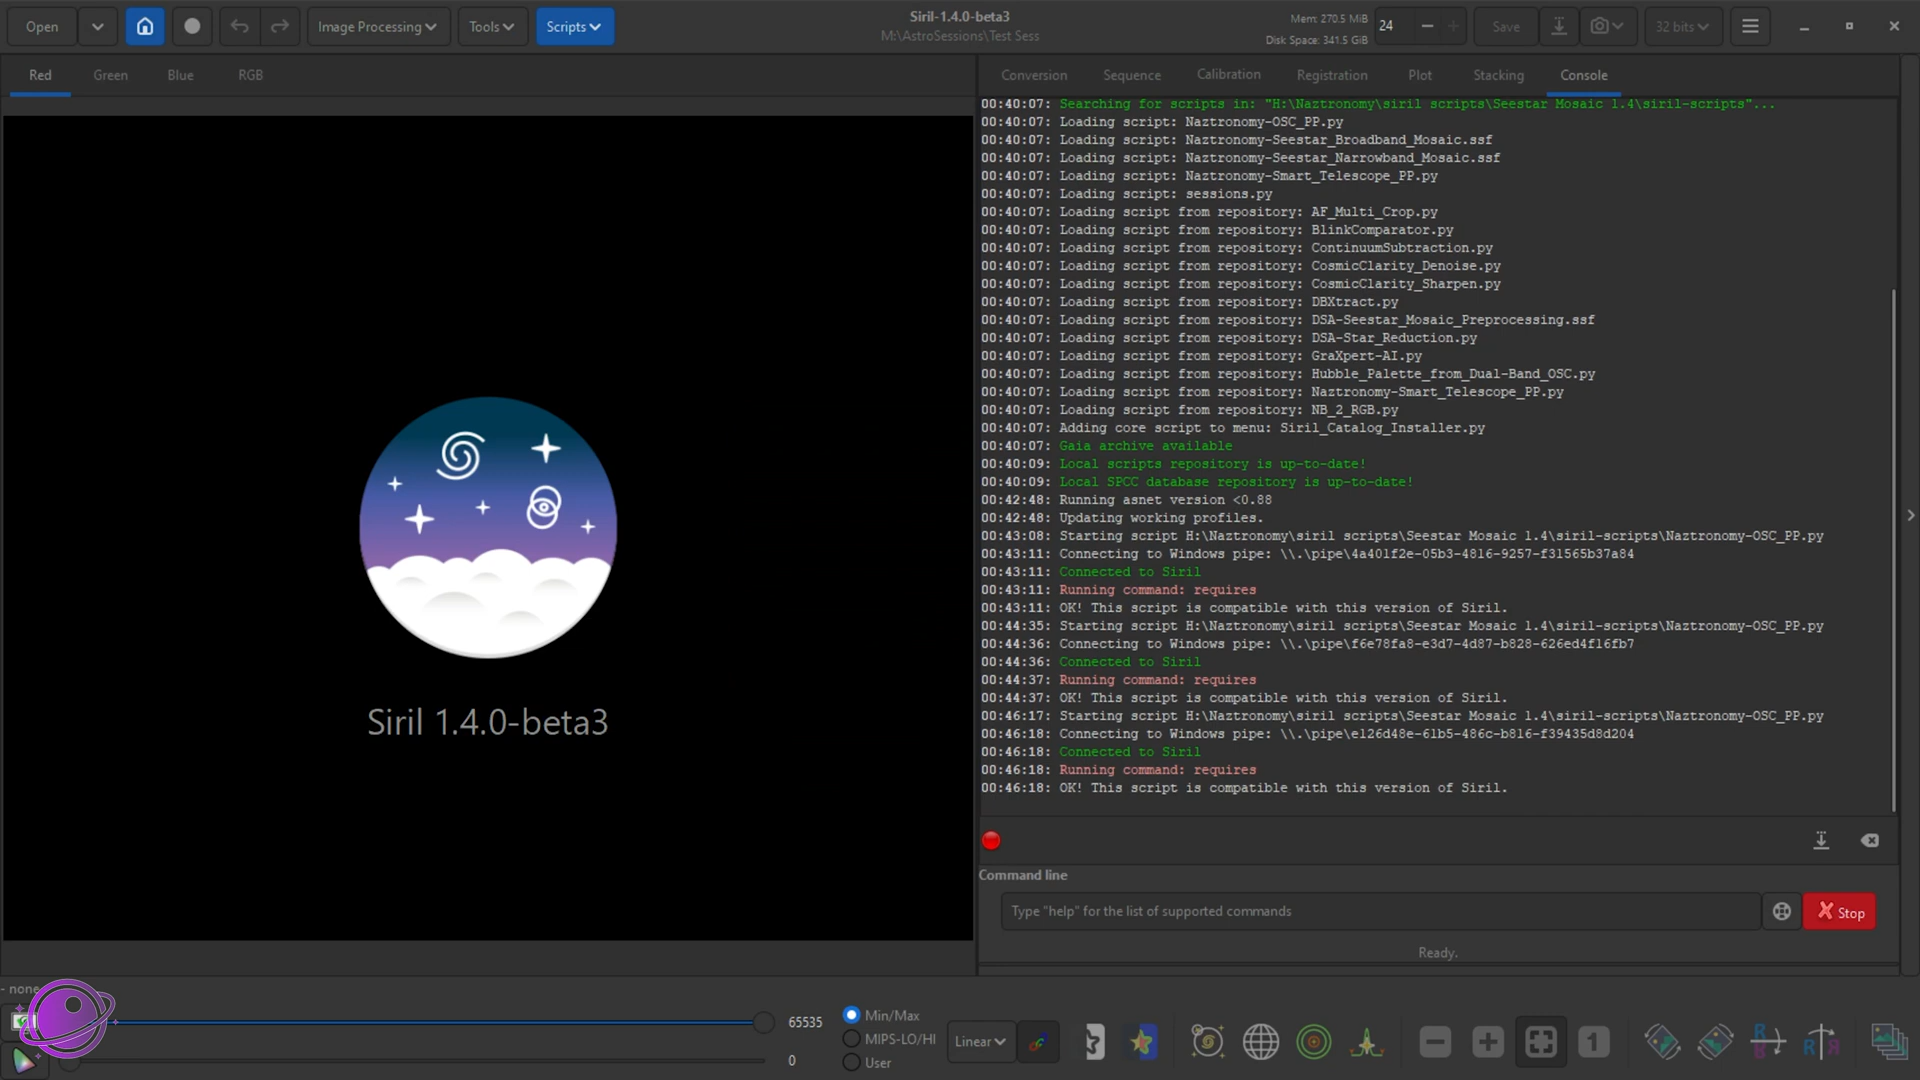 Open
Image Processing
Tools
Scripts
Siril-1.4.0-beta3
M:\AstroSessions\Test Sess
Mem: 270.5 MiB
Disk Space: 341.5 GiB
24
Save
32 bits
Red
Green
Blue
RGB
Conversion
Sequence
Calibration
Registration
Plot
Stacking
Console
00:40:07: Searching for scripts in: "H:\Naztronomy\siril scripts\Seestar Mosaic 1.4\siril-scripts"...
00:40:07: Loading script: Naztronomy-OSC_PP.py
00:40:07: Loading script: Naztronomy-Seestar_Broadband_Mosaic.ssf
00:40:07: Loading script: Naztronomy-Seestar_Narrowband_Mosaic.ssf
00:40:07: Loading script: Naztronomy-Smart_Telescope_PP.py
00:40:07: Loading script: sessions.py
00:40:07: Loading script from repository: AF_Multi_Crop.py
00:40:07: Loading script from repository: BlinkComparator.py
00:40:07: Loading script from repository: ContinuumSubtraction.py
00:40:07: Loading script from repository: CosmicClarity_Denoise.py
00:40:07: Loading script from repository: CosmicClarity_Sharpen.py
00:40:07: Loading script from repository: DBXtract.py
00:40:07: Loading script from repository: DSA-Seestar_Mosaic_Preprocessing.ssf
00:40:07: Loading script from repository: DSA-Star_Reduction.py
00:40:07: Loading script from repository: GraXpert-AI.py
00:40:07: Loading script from repository: Hubble_Palette_from_Dual-Band_OSC.py
00:40:07: Loading script from repository: Naztronomy-Smart_Telescope_PP.py
00:40:07: Loading script from repository: NB_2_RGB.py
00:40:07: Adding core script to menu: Siril_Catalog_Installer.py
00:40:07: Gaia archive available
00:40:09: Local scripts repository is up-to-date!
00:40:09: Local SPCC database repository is up-to-date!
00:42:48: Running asnet version <0.88
00:42:48: Updating working profiles.
00:43:08: Starting script H:\Naztronomy\siril scripts\Seestar Mosaic 1.4\siril-scripts\Naztronomy-OSC_PP.py
00:43:11: Connecting to Windows pipe: \\.\pipe\4a401f2e-05b3-4816-9257-f31565b37a84
00:43:11: Connected to Siril
00:43:11: Running command: requires
00:43:11: OK! This script is compatible with this version of Siril.
00:44:35: Starting script H:\Naztronomy\siril scripts\Seestar Mosaic 1.4\siril-scripts\Naztronomy-OSC_PP.py
00:44:36: Connecting to Windows pipe: \\.\pipe\f6e78fa8-e3d7-4d87-b828-626ed4f16fb7
00:44:36: Connected to Siril
00:44:37: Running command: requires
00:44:37: OK! This script is compatible with this version of Siril.
00:46:17: Starting script H:\Naztronomy\siril scripts\Seestar Mosaic 1.4\siril-scripts\Naztronomy-OSC_PP.py
00:46:18: Connecting to Windows pipe: \\.\pipe\e126d48e-61b5-486c-b816-f39435d8d204
00:46:18: Connected to Siril
00:46:18: Running command: requires
00:46:18: OK! This script is compatible with this version of Siril.
Siril 1.4.0-beta3
Command line
Type "help" for the list of supported commands
Stop
Ready.
- none
65535
0
Min/Max
MIPS-LO/HI
User
Linear
1
R
B
R
R